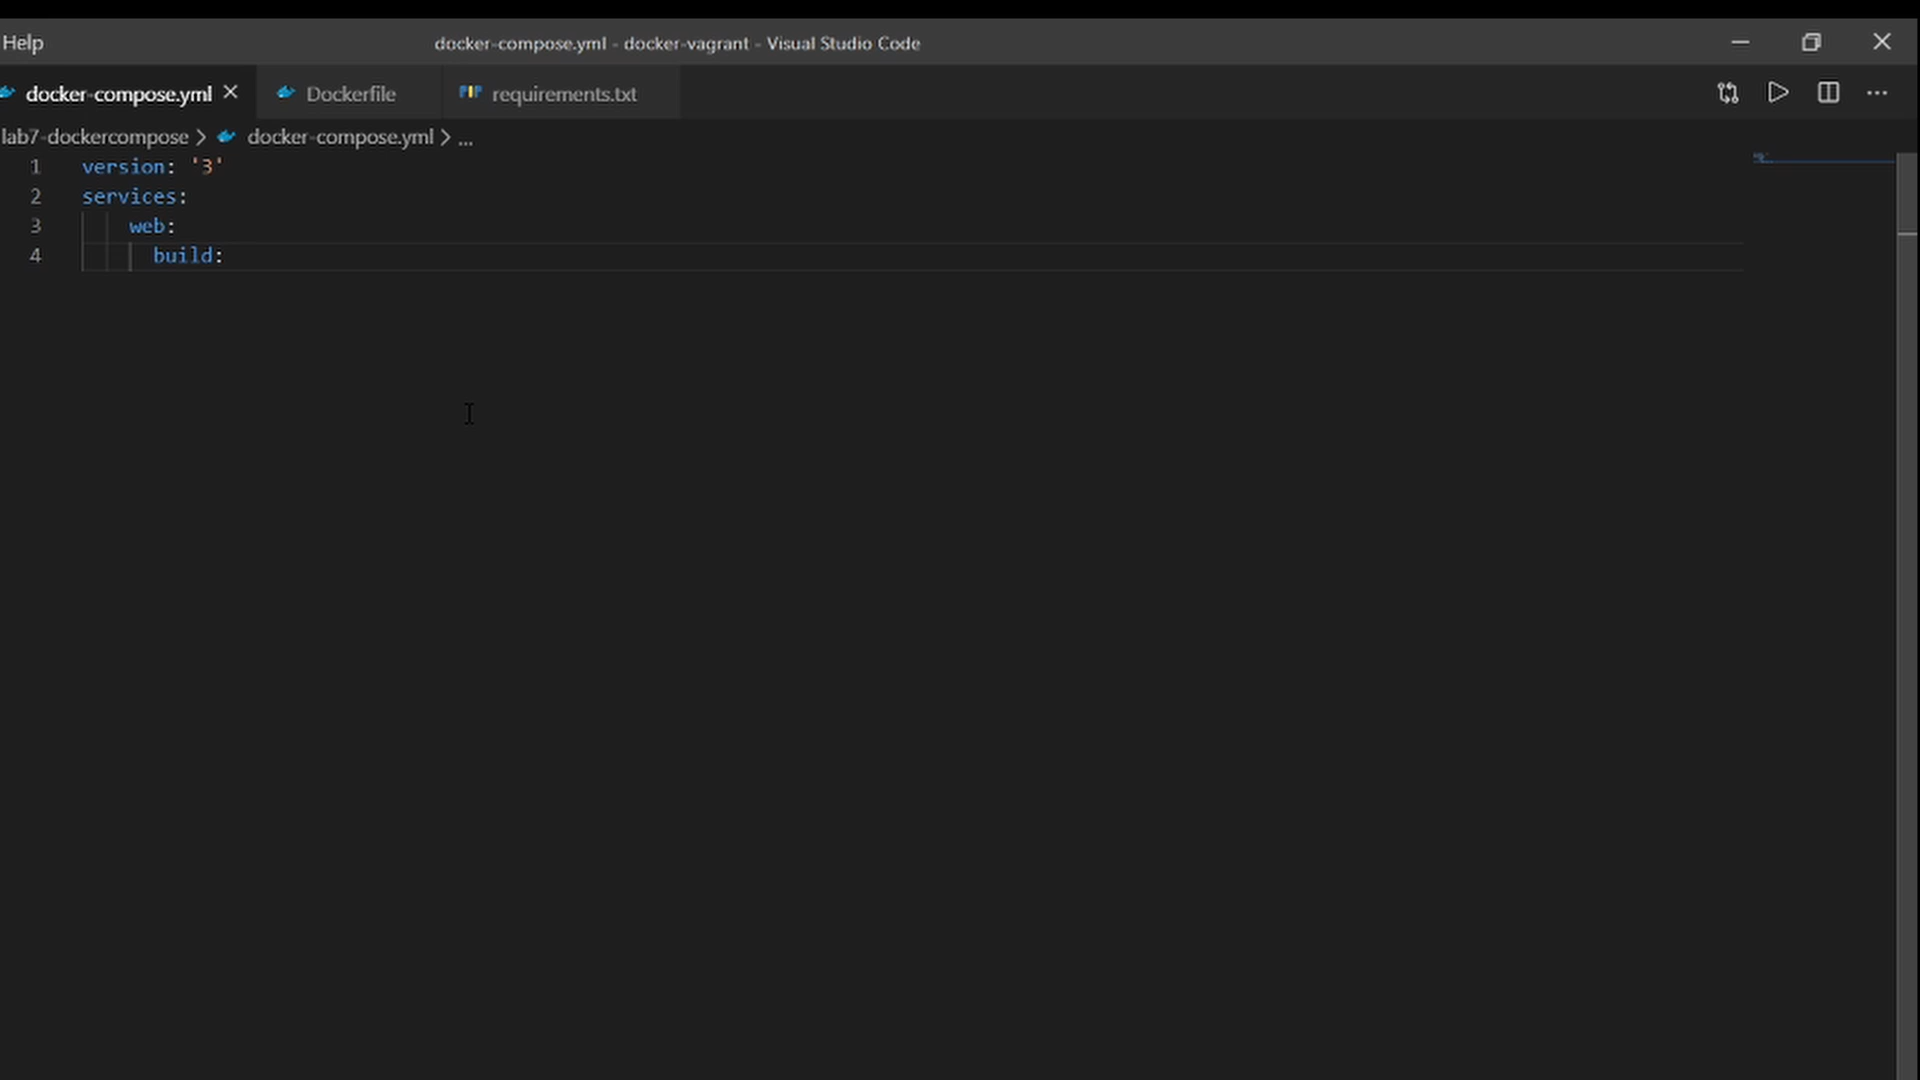 Help
docker-compose.yml - docker-vagrant - Visual Studio Code
docker-compose.yml
Dockerfile
requirements.txt
lab7-dockercompose > docker-compose.yml > ...
1 version: '3'
2 services:
3 web:
4 build: